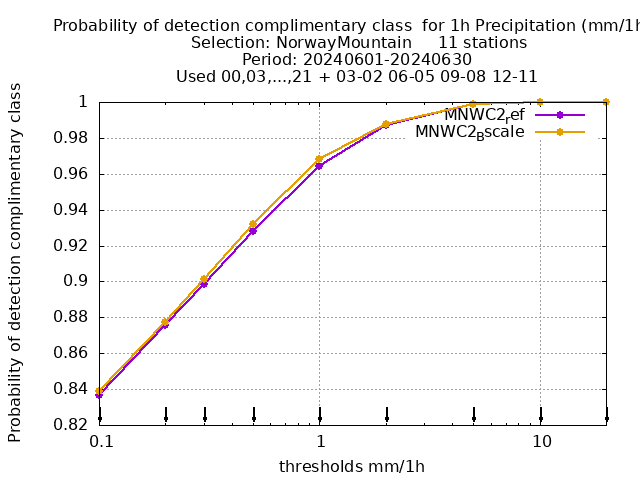 Probability of detection complimentary class for 1h Precipitation (mm/1h
Selection: NorwayMountain 11 stations
Period: 20240601-20240630
Used 00,03,...,21 + 03-02 06-05 09-08 12-11
Probability of detection complimentary class
1
0.98
0.96
0.94
0.92
0.9
0.88
0.86
0.84
0.82
MNWC2ref
MNWC2Bscale
0.1
1
10
thresholds mm/1h